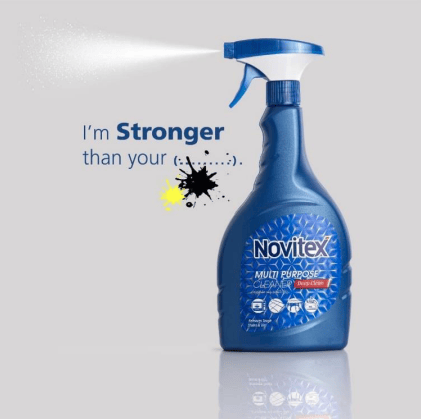 I'm Stronger
than your (.........).
Novitex
MULTI PURPOSE
CLEANER Deep Clean